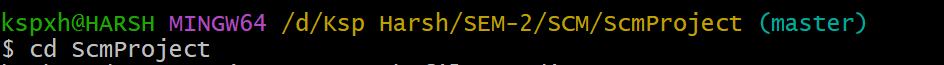 kspxh@HARSH MINGW64 /d/Ksp Harsh/SEM-2/SCM/ScmProject (master)
$ cd ScmProject